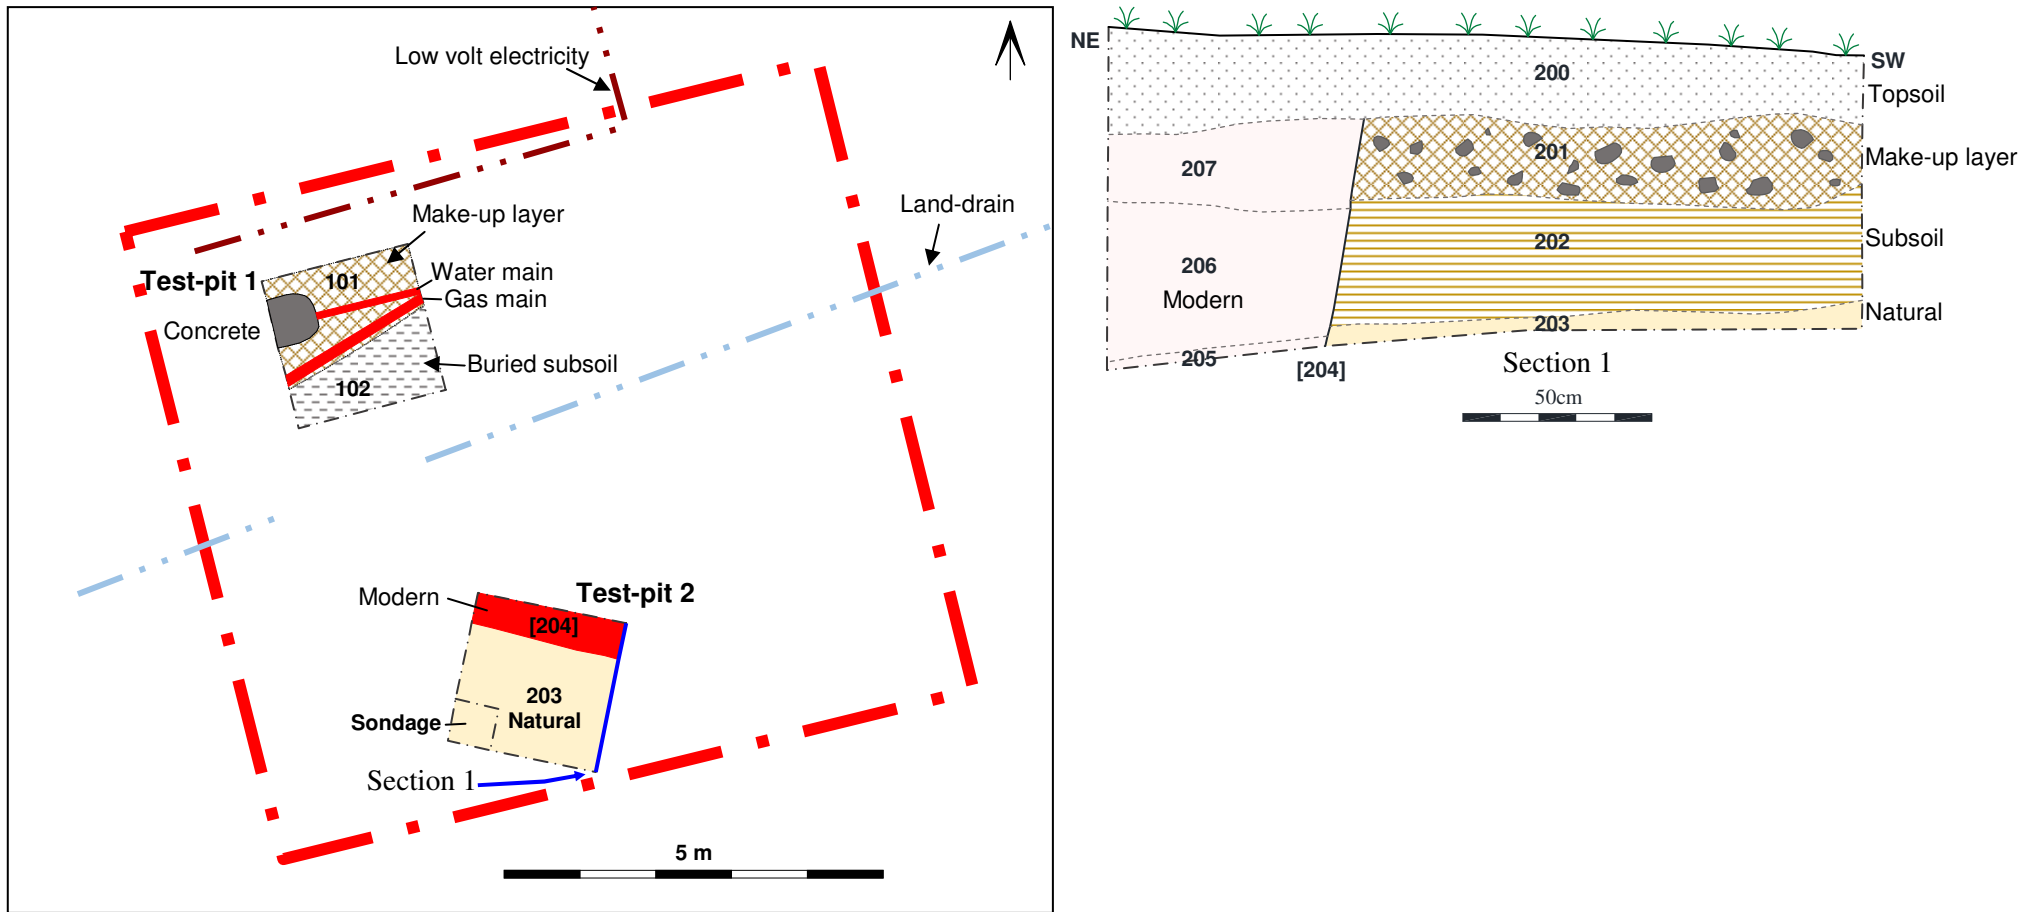 Low volt electricity
Land-drain
Make-up layer
Test-pit 1
101
Water main
Gas main
Concrete
Buried subsoil
102
Modern
Test-pit 2
[204]
203
Natural
Sondage
Section 1
5 m
NE
SW
200
Topsoil
201
Make-up layer
207
202
Subsoil
206
Modern
203
Natural
205
[204]
Section 1
50cm